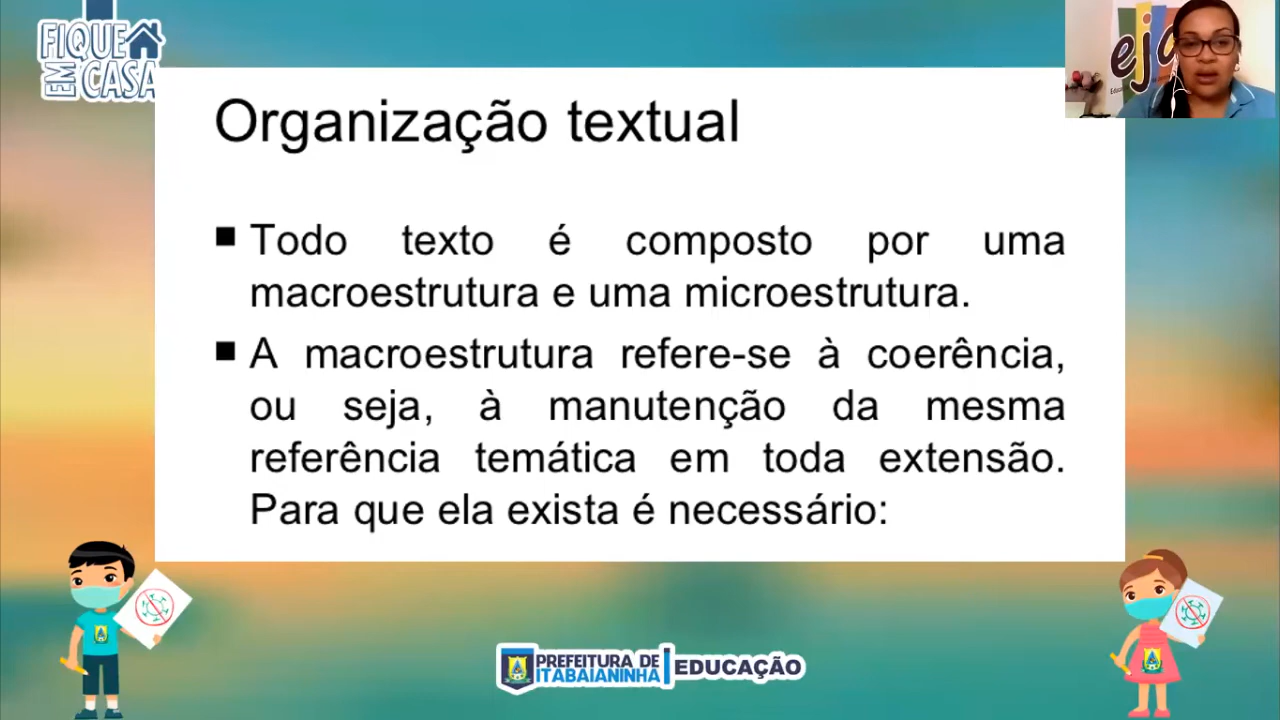 FIQUE
EM CASA
eja
Organização textual
Todo texto é composto por uma
macroestrutura e uma microestrutura.
A macroestrutura refere-se à coerência,
ou seja, à manutenção da mesma
referência temática em toda extensão.
Para que ela exista é necessário:
PREFEITURA DE
ITABAIANINHA
EDUCAÇÃO